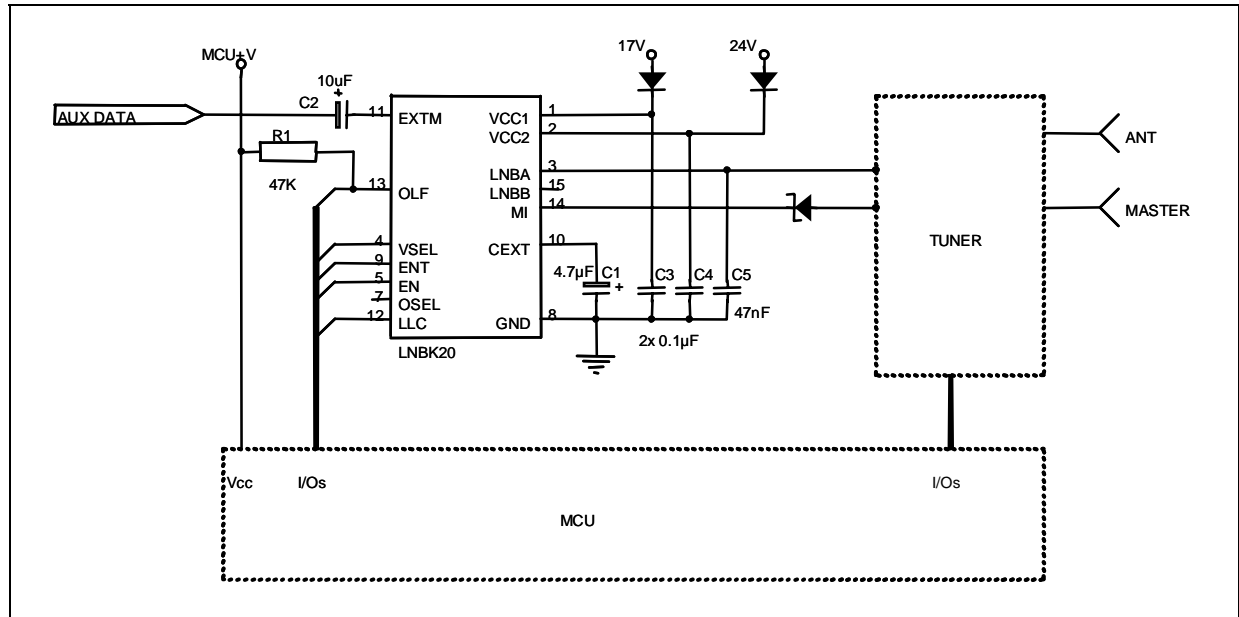 MCU+V
17V
24V
10uF
+
C2
AUX DATA
11
EXTM
VCC1
1
VCC2
2
R1
47K
13
OLF
LNBA
3
LNBB
15
MI
14
ANT
MASTER
TUNER
4
VSEL
CEXT
10
9
ENT
5
EN
7
OSEL
12
LLC
GND
8
4.7µF
C1
+
C3
C4
C5
47nF
2x 0.1µF
LNBK20
Vcc
I/Os
I/Os
MCU